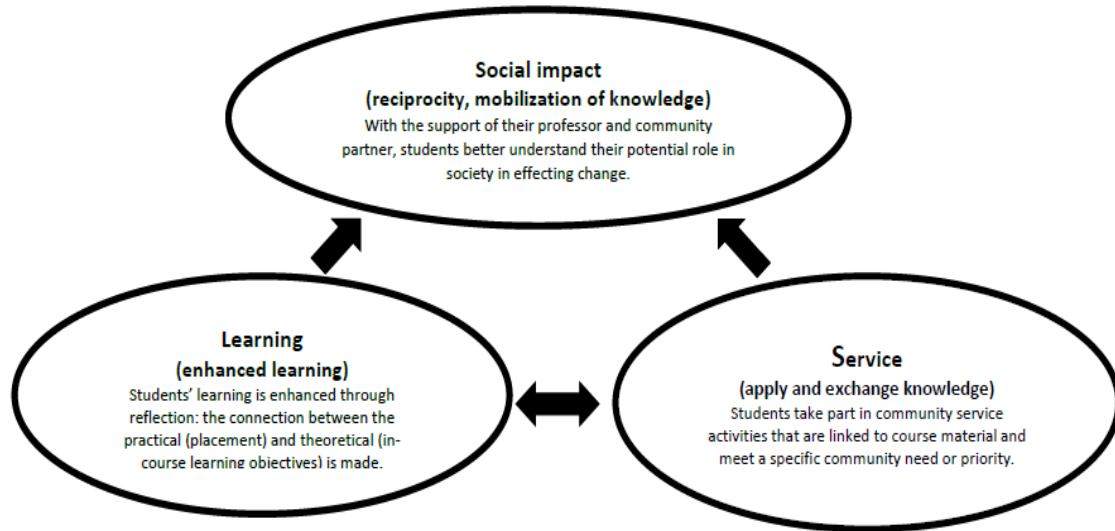 Social impact
(reciprocity, mobilization of knowledge)
With the support of their professor and community
partner, students better understand their potential role in
society in effecting change.
Learning
(enhanced learning)
Students’ learning is enhanced through
reflection: the connection between the
practical (placement) and theoretical (in-
course learning objectives) is made.
Service
(apply and exchange knowledge)
Students take part in community service
activities that are linked to course material and
meet a specific community need or priority.